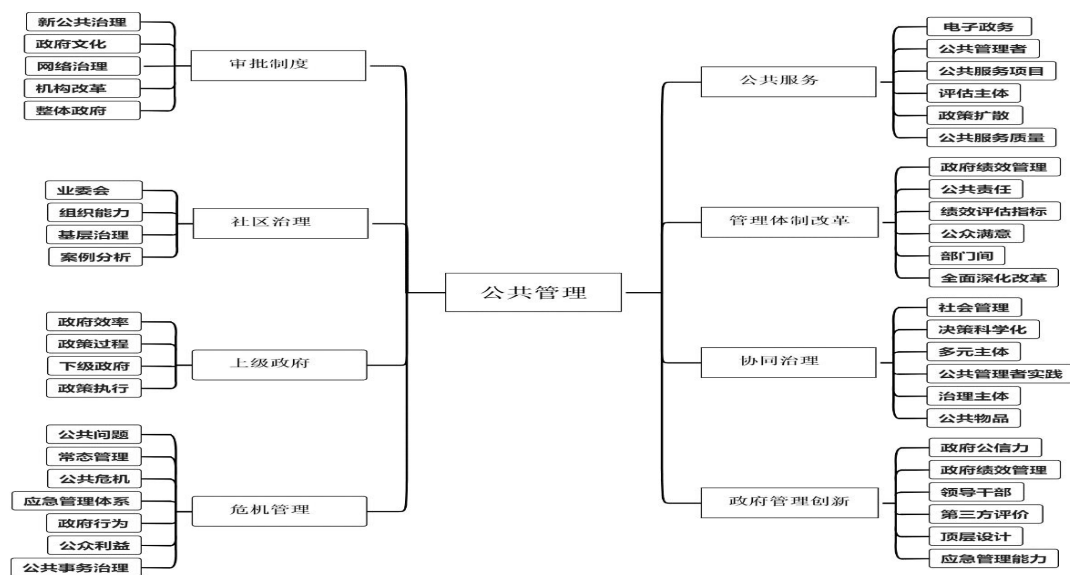 新公共治理
政府文化
网络治理
机构改革
整体政府
审批制度
业委会
组织能力
基层治理
案例分析
社区治理
政府效率
政策过程
下级政府
政策执行
上级政府
公共问题
常态管理
公共危机
应急管理体系
政府行为
公众利益
公共事务治理
危机管理
公共管理
公共服务
电子政务
公共管理者
公共服务项目
评估主体
政策扩散
公共服务质量
管理体制改革
政府绩效管理
公共责任
绩效评估指标
公众满意
部门间
全面深化改革
协同治理
社会管理
决策科学化
多元主体
公共管理者实践
治理主体
公共物品
政府管理创新
政府公信力
政府绩效管理
领导干部
第三方评价
顶层设计
应急管理能力